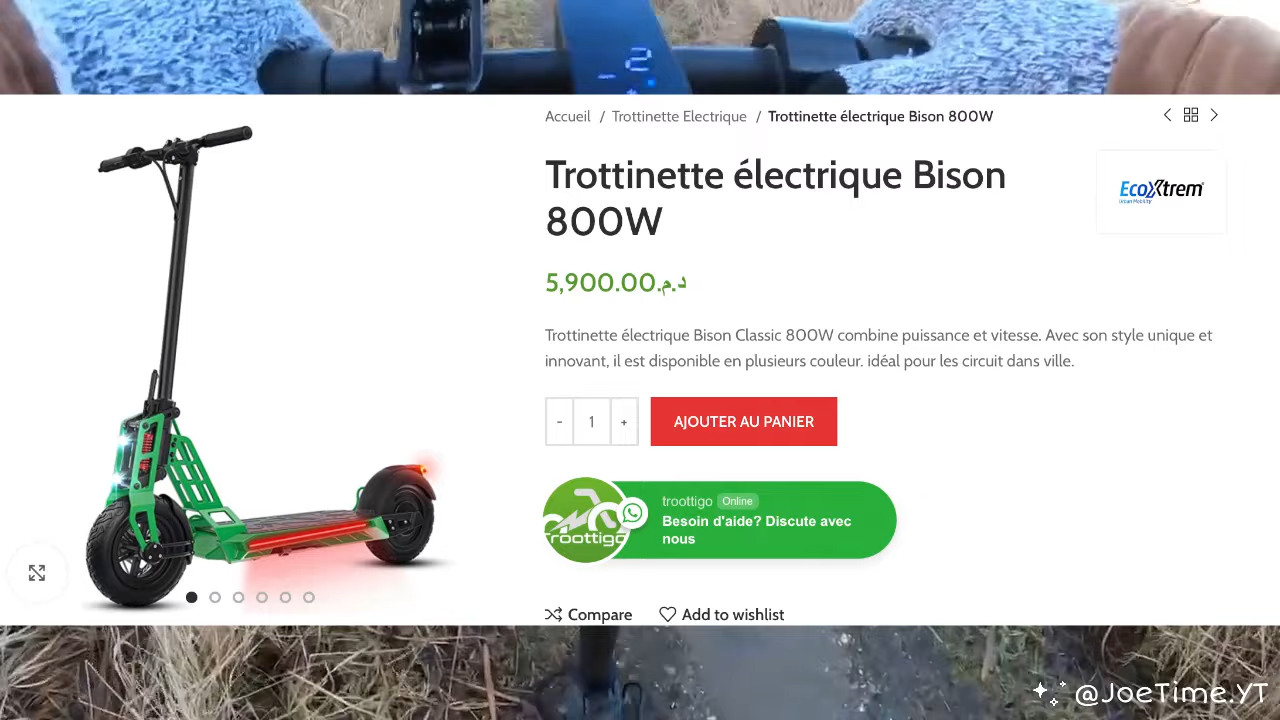 2
Accueil / Trottinette Electrique / Trottinette électrique Bison 800W
Trottinette électrique Bison
800W
EcoXtrem®
Urban Mobility
5,900.00د.م.
Trottinette électrique Bison Classic 800W combine puissance et vitesse. Avec son style unique et
innovant, il est disponible en plusieurs couleur. idéal pour les circuit dans ville.
- 1 +
AJOUTER AU PANIER
troottigo Online
Besoin d'aide? Discute avec
nous
Troottigo
Compare
Add to wishlist
@JoeTime.YT